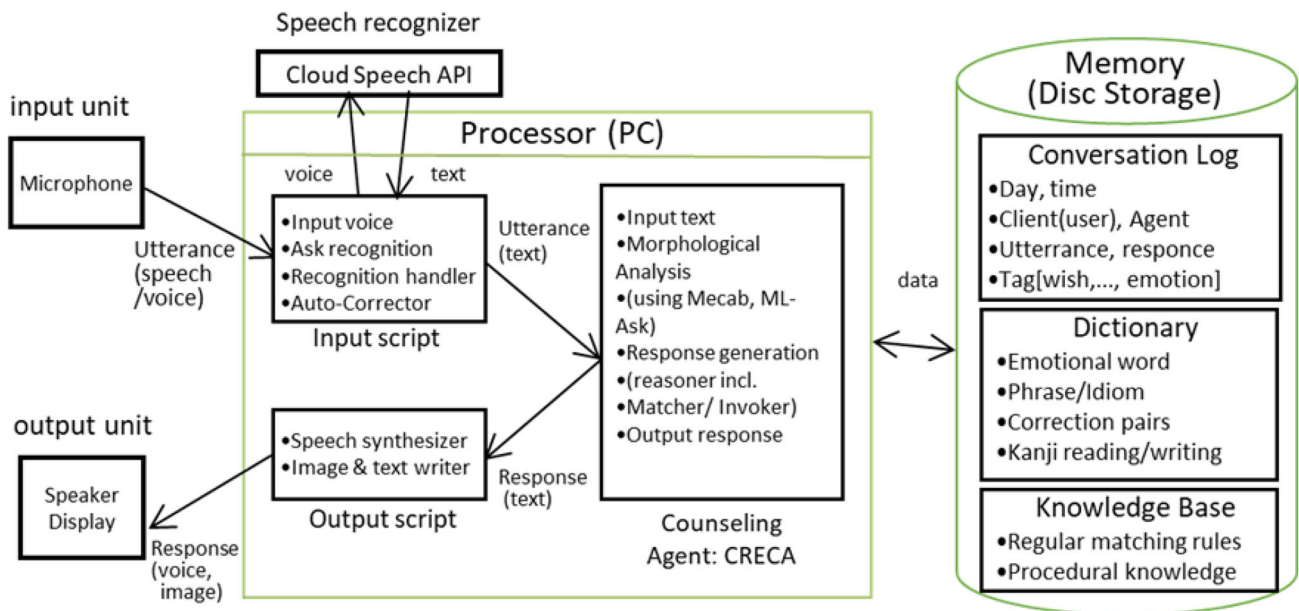 Speech recognizer
Cloud Speech API
input unit
Microphone
Utterance
(speech
/voice)
Processor (PC)
voice
text
•Input voice
•Ask recognition
•Recognition handler
•Auto-Corrector
Input script
Utterance
(text)
•Input text
•Morphological
Analysis
•(using Mecab, ML-
Ask)
•Response generation
•(reasoner incl.
•Matcher/ Invoker)
•Output response
Counseling
Agent: CRECA
output unit
Speaker
Display
Response
(voice,
image)
•Speech synthesizer
•Image & text writer
Output script
Response
(text)
data
Memory
(Disc Storage)
Conversation Log
•Day, time
•Client(user), Agent
•Utterrance, responce
•Tag[wish,..., emotion]
Dictionary
•Emotional word
•Phrase/Idiom
•Correction pairs
•Kanji reading/writing
Knowledge Base
•Regular matching rules
•Procedural knowledge